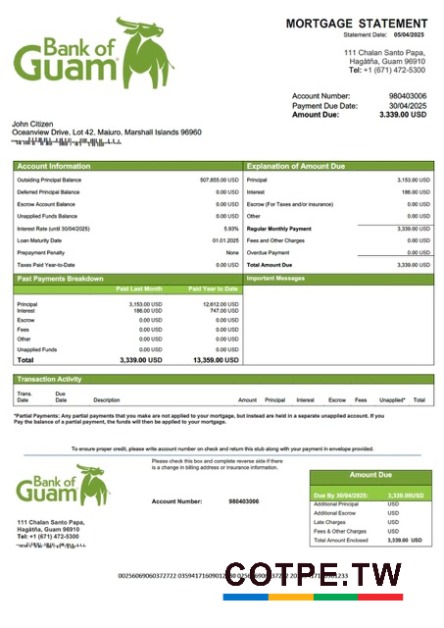 Bank of
Guam
MORTGAGE STATEMENT
Statement Date: 05/04/2025
111 Chalan Santo Papa,
Hagåtña, Guam 96910
Tel: +1 (671) 472-5300
Account Number: 980403006
Payment Due Date: 30/04/2025
Amount Due: 3.339.00 USD
John Citizen
Oceanview Drive, Lot 42, Majuro, Marshall Islands 96960
Account Information
Outsiding Principal Balance 507,855.00 USD
Deferred Principal Balance 0.00 USD
Escrow Account Balance 0.00 USD
Unapplied Funds Balance 0.00 USD
Interest Rate (until 30/04/2025) 5.93%
Loan Maturity Date 01.01.2025
Prepayment Penalty None
Taxes Paid Year-to-Date 0.00 USD
Explanation of Amount Due
Principal 3,153.00 USD
Interest 186.00 USD
Escrow (For Taxes and/or insurance) 0.00 USD
Other 0.00 USD
Regular Monthly Payment 3,339.00 USD
Fees and Other Charges 0.00 USD
Overdue Payment 0.00 USD
Total Amount Due 3,339.00 USD
Past Payments Breakdown
Paid Last Month Paid Year to Date
Principal 3,153.00 USD 12,612.00 USD
Interest 186.00 USD 747.00 USD
Escrow 0.00 USD 0.00 USD
Fees 0.00 USD 0.00 USD
Other 0.00 USD 0.00 USD
Unapplied Funds 0.00 USD 0.00 USD
Total 3,339.00 USD 13,359.00 USD
Important Messages
Transaction Activity
Trans. Date Due Date Description Amount Principal Interest Escrow Fees Unapplied* Total
*Partial Payments: Any partial payments that you make are not applied to your mortgage, but instead are held in a separate unapplied account. If you
Pay the balance of a partial payment, the funds will then be applied to your mortgage.
To ensure proper credit, please write account number on check and return this stub along with your payment in envelope provided.
Please check this box and complete reverse side if there
is a change in billing address or insurance information.
Bank of
Guam
Account Number: 980403006
111 Chalan Santo Papa,
Hagåtña, Guam 96910
Tel: +1 (671) 472-5300
Amount Due
Due By 30/04/2025: 3,339.00USD
Additional Principal USD
Additional Escrow USD
Late Charges USD
Fees & Other Charges USD
Total Amount Enclosed 3,339.00 USD
COTPE.TW